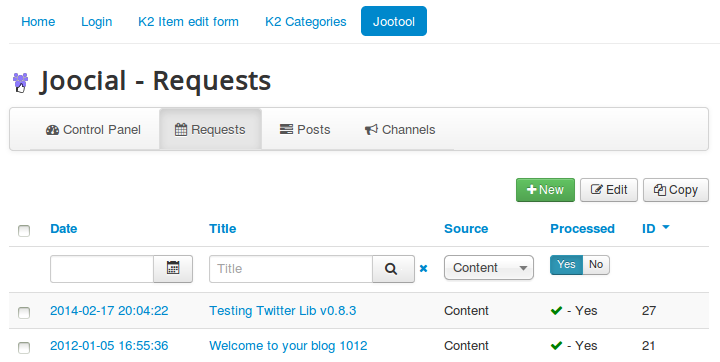 Home Login K2 Item edit form K2 Categories Jootool
Joocial - Requests
Control Panel Requests Posts Channels
New Edit Copy
Date Title Source Processed ID
Title Content Yes No
2014-02-17 20:04:22 Testing Twitter Lib v0.8.3 Content - Yes 27
2012-01-05 16:55:36 Welcome to your blog 1012 Content - Yes 21